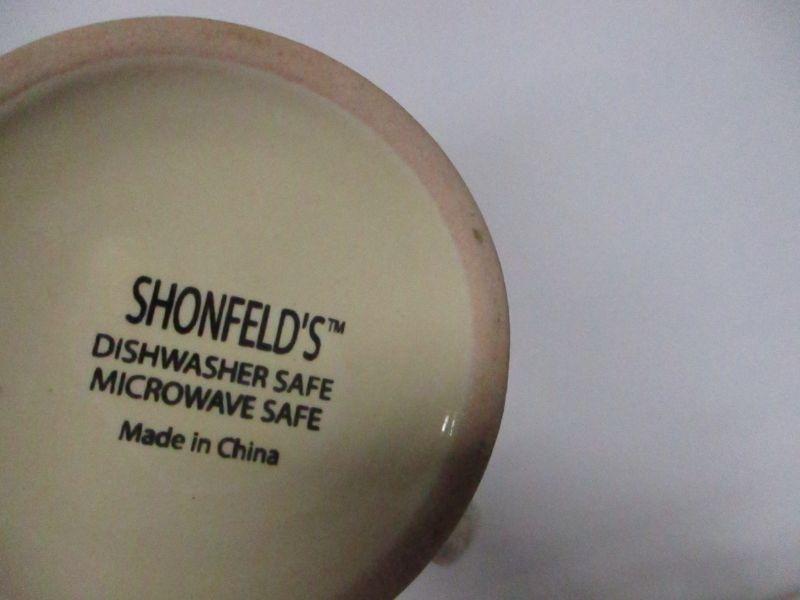 SHONFELD'S™
DISHWASHER SAFE
MICROWAVE SAFE
Made in China